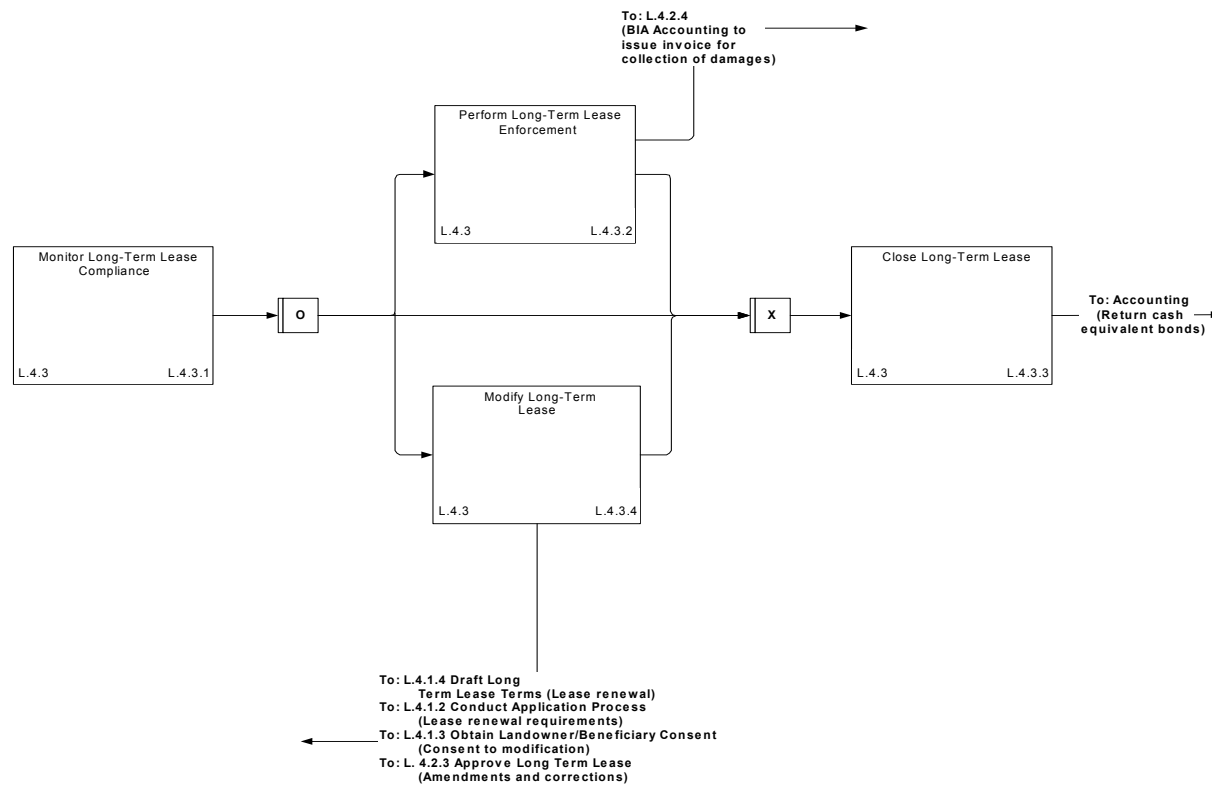 To: L.4.2.4
(BIA Accounting to
issue invoice for
collection of damages)
Perform Long-Term Lease
Enforcement
L.4.3
L.4.3.2
Monitor Long-Term Lease
Compliance
L.4.3
L.4.3.1
O
X
Close Long-Term Lease
L.4.3
L.4.3.3
To: Accounting
(Return cash
equivalent bonds)
Modify Long-Term
Lease
L.4.3
L.4.3.4
To: L.4.1.4 Draft Long
Term Lease Terms (Lease renewal)
To: L.4.1.2 Conduct Application Process
(Lease renewal requirements)
To: L.4.1.3 Obtain Landowner/Beneficiary Consent
(Consent to modification)
To: L. 4.2.3 Approve Long Term Lease
(Amendments and corrections)